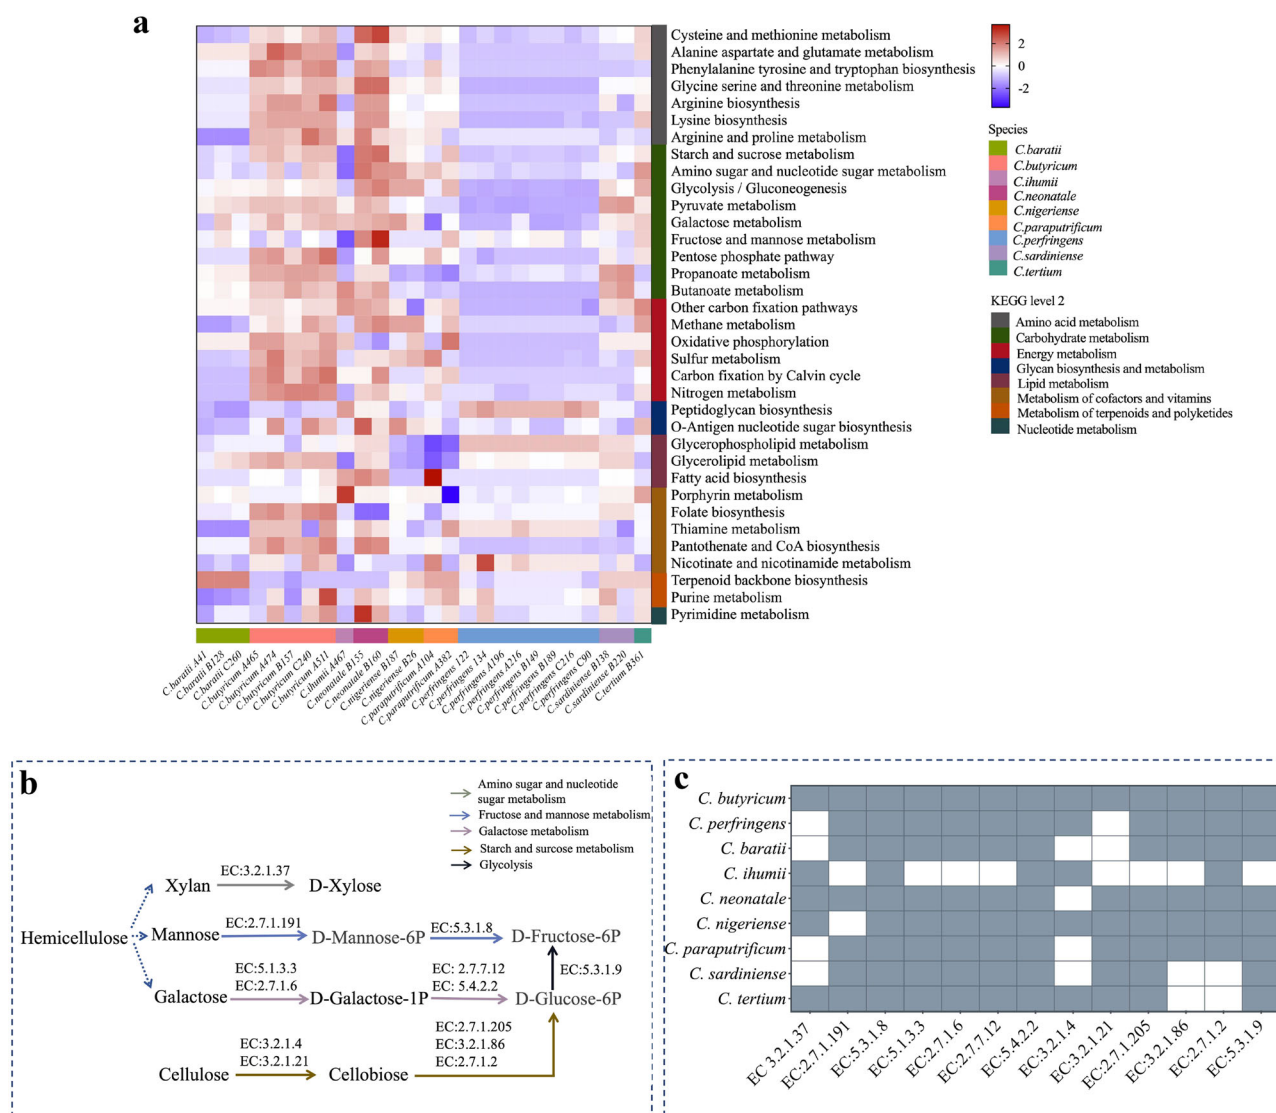 a
Cysteine and methionine metabolism
Alanine aspartate and glutamate metabolism
Phenylalanine tyrosine and tryptophan biosynthesis
Glycine serine and threonine metabolism
Arginine biosynthesis
Lysine biosynthesis
Arginine and proline metabolism
Starch and sucrose metabolism
Amino sugar and nucleotide sugar metabolism
Glycolysis / Gluconeogenesis
Pyruvate metabolism
Galactose metabolism
Fructose and mannose metabolism
Pentose phosphate pathway
Propanoate metabolism
Butanoate metabolism
Other carbon fixation pathways
Methane metabolism
Oxidative phosphorylation
Sulfur metabolism
Carbon fixation by Calvin cycle
Nitrogen metabolism
Peptidoglycan biosynthesis
O-Antigen nucleotide sugar biosynthesis
Glycerophospholipid metabolism
Glycerolipid metabolism
Fatty acid biosynthesis
Porphyrin metabolism
Folate biosynthesis
Thiamine metabolism
Pantothenate and CoA biosynthesis
Nicotinate and nicotinamide metabolism
Terpenoid backbone biosynthesis
Purine metabolism
Pyrimidine metabolism
2
0
-2
Species
C.baratii
C.butyricum
C.ihumii
C.neonatale
C.nigeriense
C.paraputrificum
C.perfringens
C.sardiniense
C.tertium
KEGG level 2
Amino acid metabolism
Carbohydrate metabolism
Energy metabolism
Glycan biosynthesis and metabolism
Lipid metabolism
Metabolism of cofactors and vitamins
Metabolism of terpenoids and polyketides
Nucleotide metabolism
C.baratii A41
C.baratii B128
C.baratii C260
C.butyricum A465
C.butyricum A474
C.butyricum B157
C.butyricum C240
C.butyricum A511
C.ihumii A467
C.neonatale B155
C.neonatale B160
C.nigeriense B187
C.nigeriense B26
C.paraputrificum A104
C.paraputrificum A382
C.perfringens 122
C.perfringens 134
C.perfringens A196
C.perfringens A216
C.perfringens B149
C.perfringens B189
C.perfringens C216
C.perfringens C90
C.sardiniense B138
C.sardiniense B220
C.tertium B361
b
Amino sugar and nucleotide
sugar metabolism
Fructose and mannose metabolism
Galactose metabolism
Starch and surcose metabolism
Glycolysis
EC:3.2.1.37
Xylan D-Xylose
EC:2.7.1.191 EC:5.3.1.8
Hemicellulose Mannose D-Mannose-6P D-Fructose-6P
EC:5.1.3.3 EC: 2.7.7.12 EC:5.3.1.9
EC:2.7.1.6 EC: 5.4.2.2
Galactose D-Galactose-1P D-Glucose-6P
EC:2.7.1.205
EC:3.2.1.4 EC:3.2.1.86
EC:3.2.1.21 EC:2.7.1.2
Cellulose Cellobiose
c
C. butyricum
C. perfringens
C. baratii
C. ihumii
C. neonatale
C. nigeriense
C. paraputrificum
C. sardiniense
C. tertium
EC 3.2.1.37
EC:2.7.1.191
EC:5.3.1.8
EC:5.1.3.3
EC:2.7.1.6
EC:2.7.7.12
EC:5.4.2.2
EC:3.2.1.4
EC:3.2.1.21
EC:2.7.1.205
EC:3.2.1.86
EC:2.7.1.2
EC:5.3.1.9